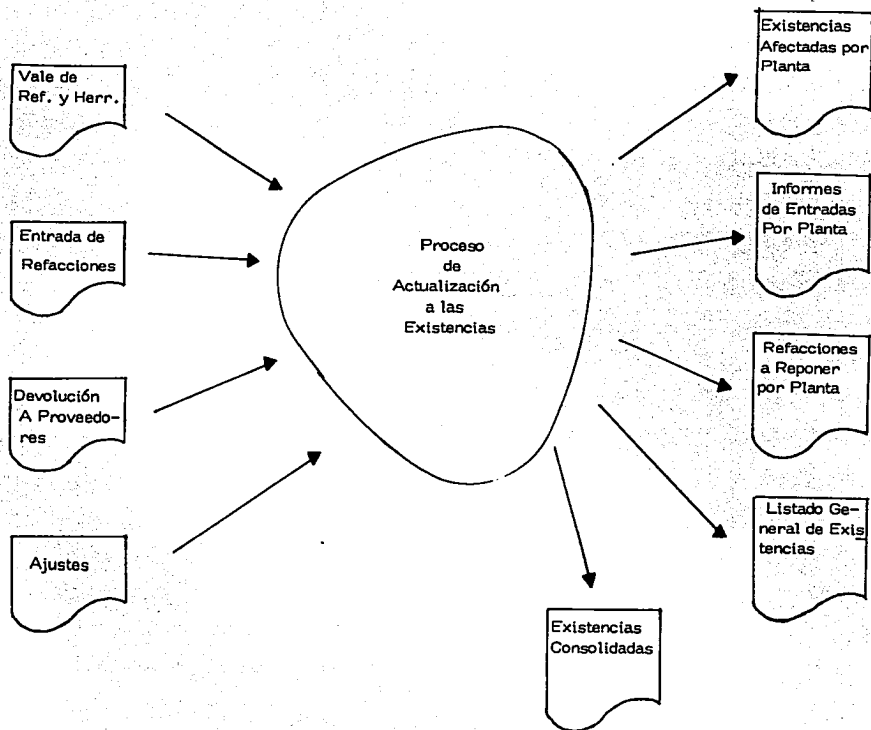 Vale de
Ref. y Herr.
Entrada de
Refacciones
Devolución
A Proveedo-
res
Ajustes
Proceso
de
Actualización
a las
Existencias
Existencias
Afectadas por
Planta
Informes
de Entradas
Por Planta
Refacciones
a Reponer
por Planta
Listado Ge-
neral de Exis
tencias
Existencias
Consolidadas